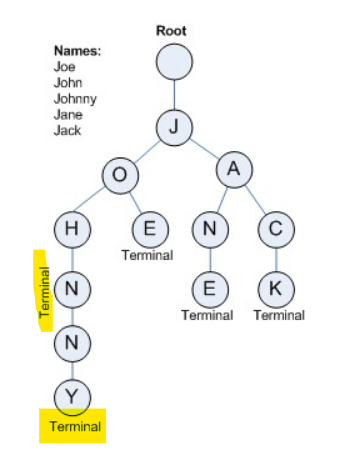 Root
Names:
Joe
John
Johnny
Jane
Jack
J
O A
H E N C
Terminal
Terminal N E K
Terminal Terminal
N
Y
Terminal